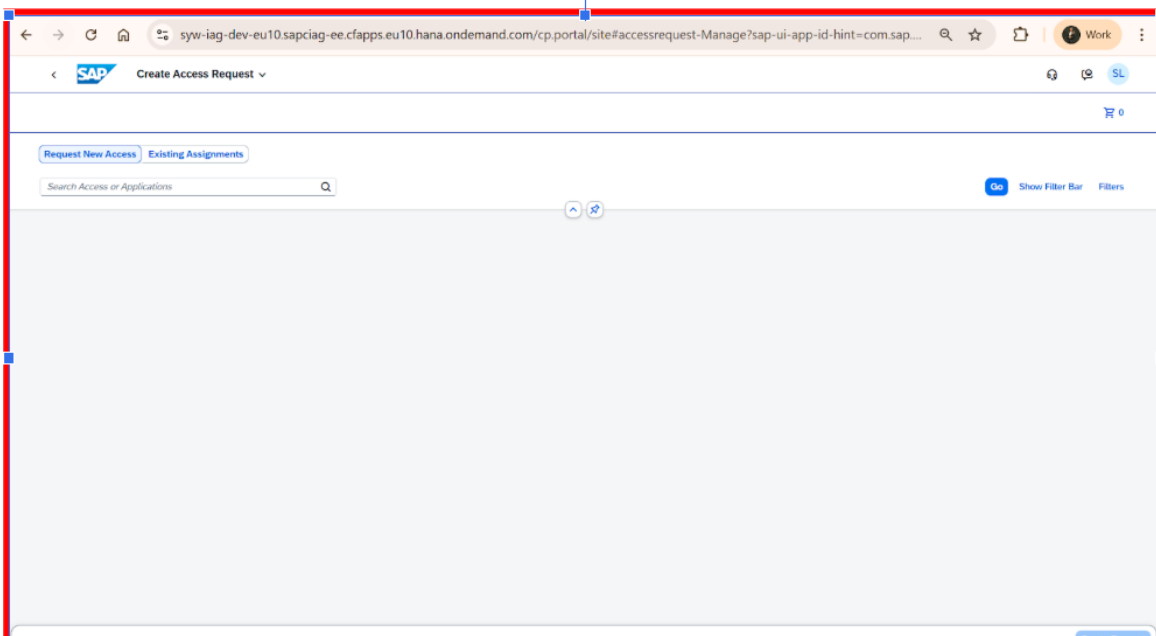 syw-iag-dev-eu10.sapciag-ee.cfapps.eu10.hana.ondemand.com/cp.portal/site#accessrequest-Manage?sap-ui-app-id-hint=com.sap....
Work
SAP
Create Access Request
SL
0
Request New Access
Existing Assignments
Search Access or Applications
Go
Show Filter Bar
Filters